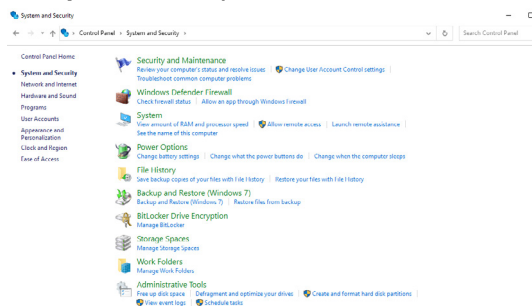 System and Security
Control Panel > System and Security >
Search Control Panel
Control Panel Home
System and Security
Network and Internet
Hardware and Sound
Programs
User Accounts
Appearance and
Personalization
Clock and Region
Ease of Access
Security and Maintenance
Review your computer's status and resolve issues | Change User Account Control settings |
Troubleshoot common computer problems
Windows Defender Firewall
Check firewall status | Allow an app through Windows Firewall
System
View amount of RAM and processor speed | Allow remote access | Launch remote assistance |
See the name of this computer
Power Options
Change battery settings | Change what the power buttons do | Change when the computer sleeps
File History
Save backup copies of your files with File History | Restore your files with File History
Backup and Restore (Windows 7)
Backup and Restore (Windows 7) | Restore files from backup
BitLocker Drive Encryption
Manage BitLocker
Storage Spaces
Manage Storage Spaces
Work Folders
Manage Work Folders
Administrative Tools
Free up disk space | Defragment and optimize your drives | Create and format hard disk partitions |
View event logs | Schedule tasks